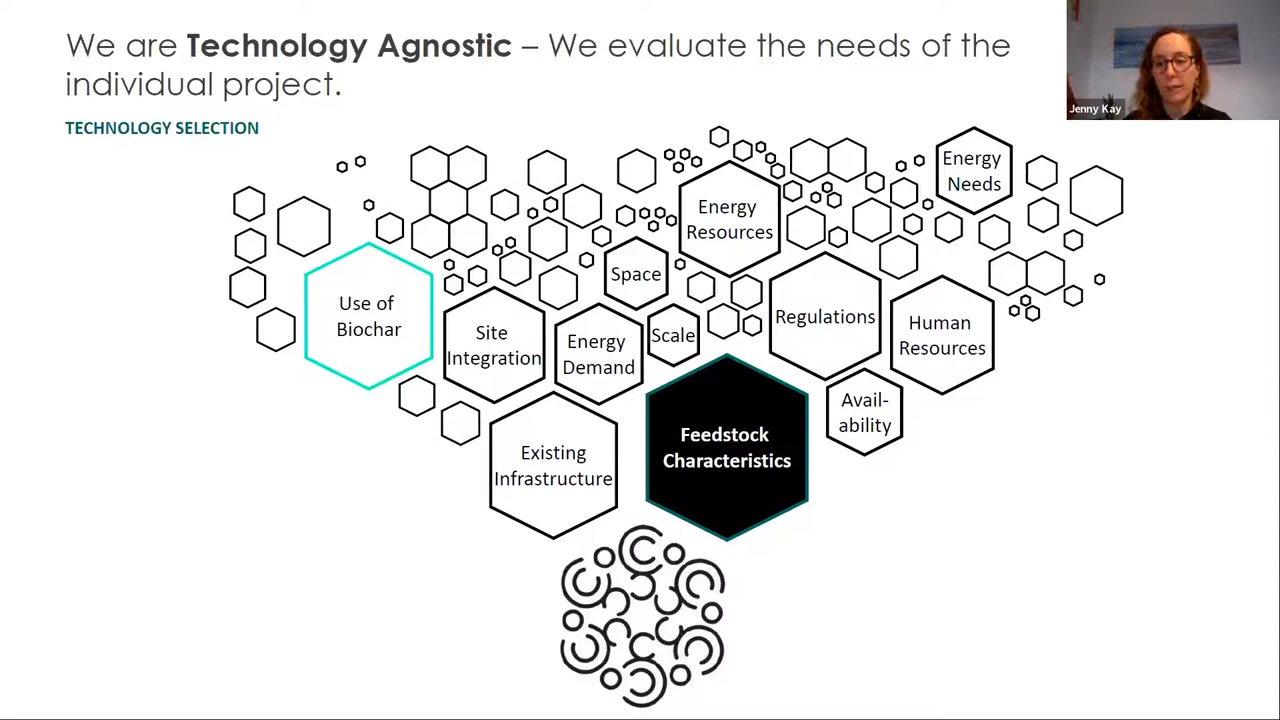 We are Technology Agnostic – We evaluate the needs of the
individual project.
TECHNOLOGY SELECTION
Jenny Kay
Energy
Needs
Energy
Resources
Space
Use of
Biochar
Site
Integration
Energy
Demand
Scale
Regulations
Human
Resources
Avail-
ability
Existing
Infrastructure
Feedstock
Characteristics